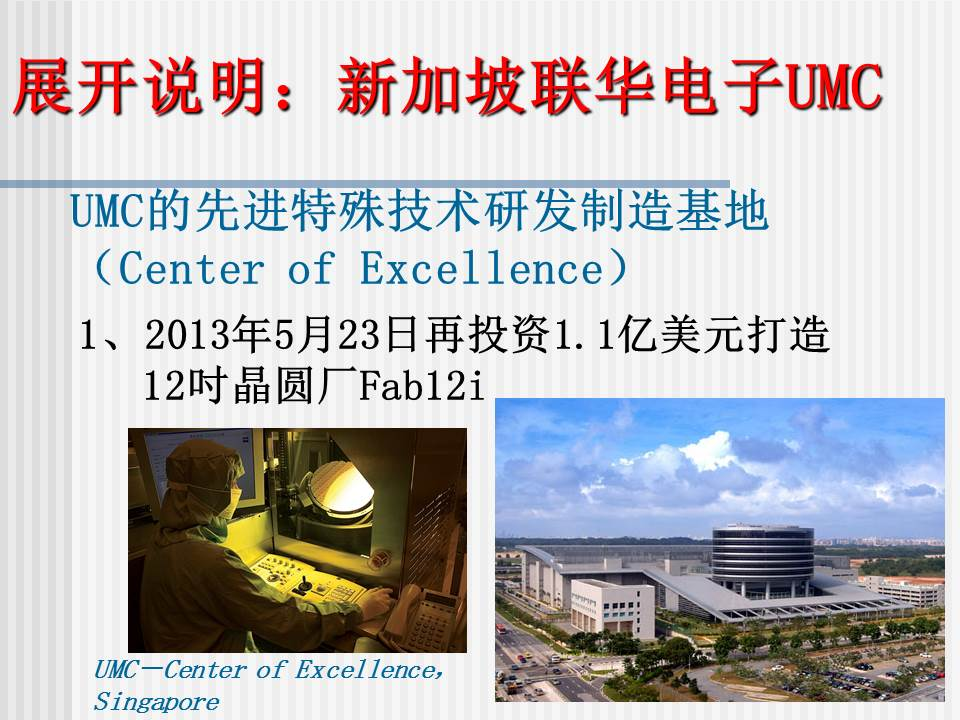 展开说明：新加坡联华电子UMC
UMC的先进特殊技术研发制造基地
（Center of Excellence）
1、2013年5月23日再投资1.1亿美元打造
12吋晶圆厂Fab12i
UMC－Center of Excellence，
Singapore